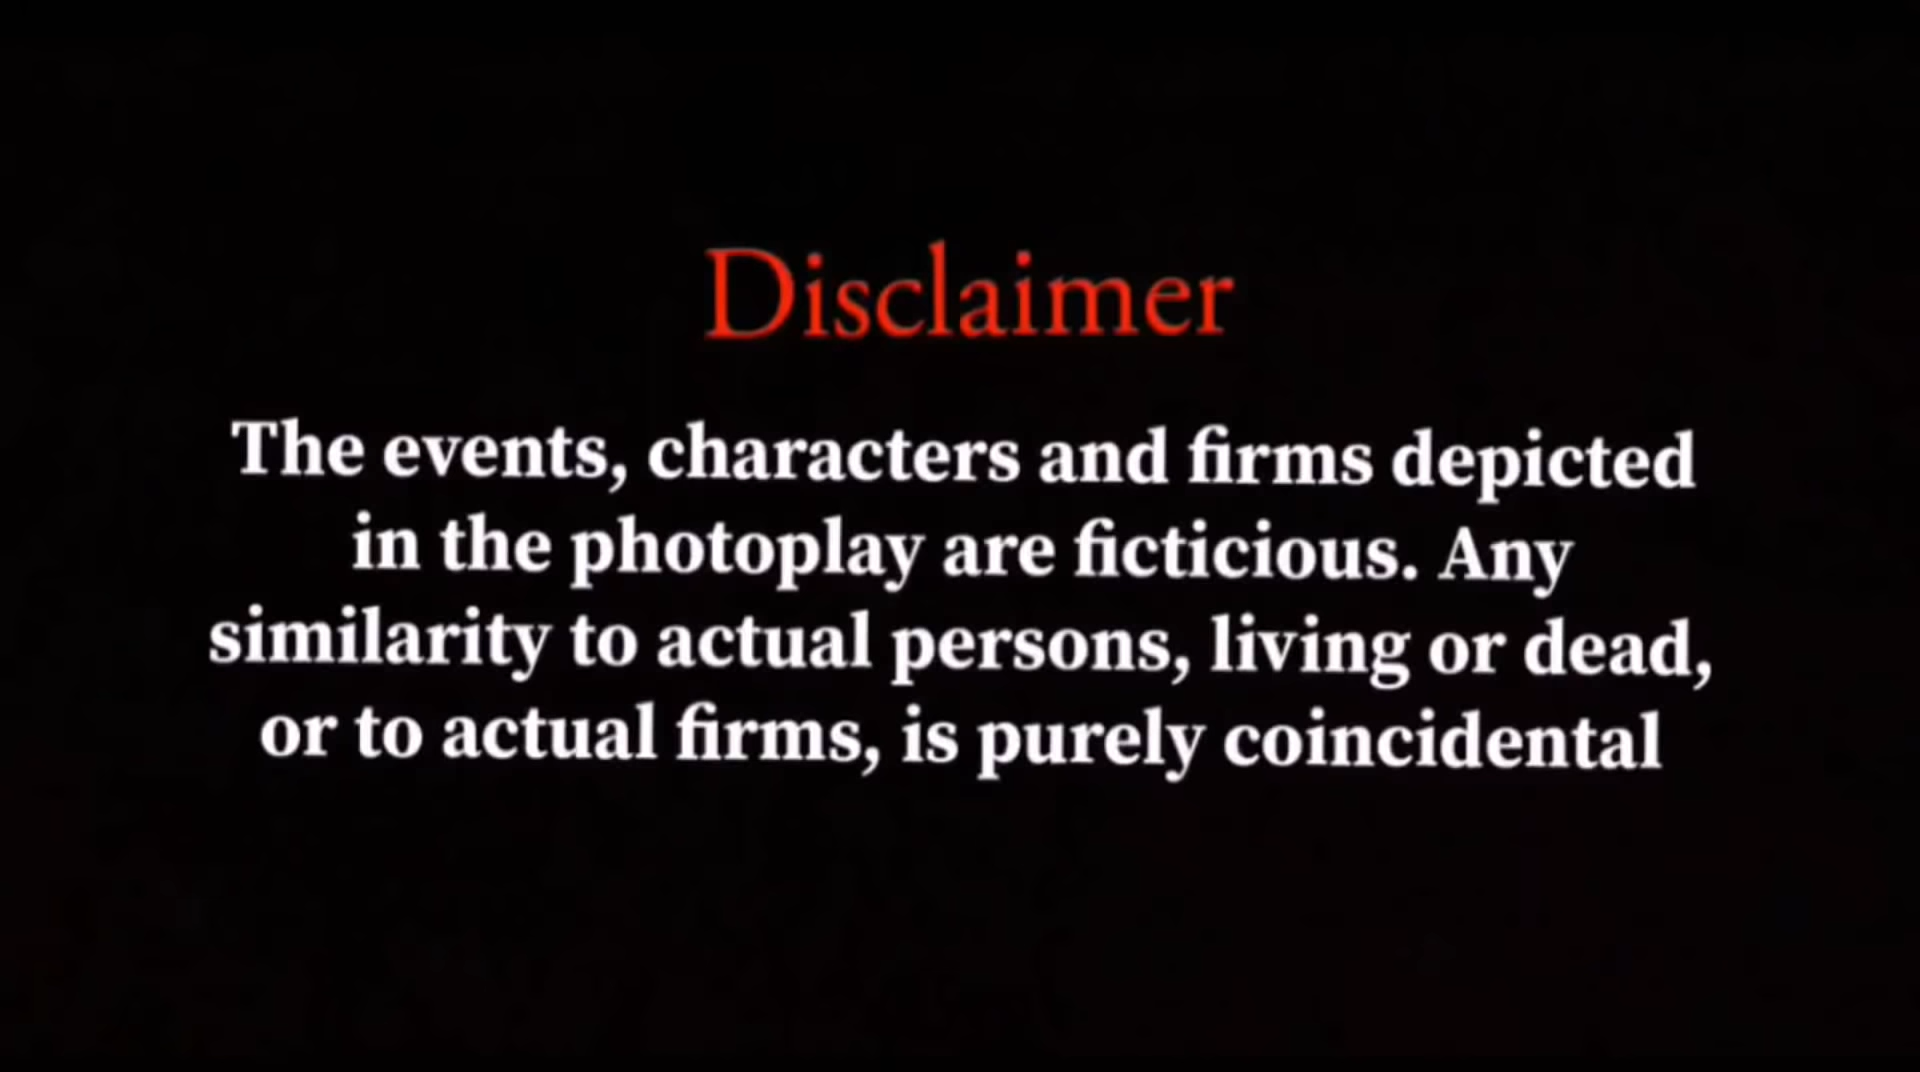 Disclaimer
The events, characters and firms depicted
in the photoplay are ficticious. Any
similarity to actual persons, living or dead,
or to actual firms, is purely coincidental